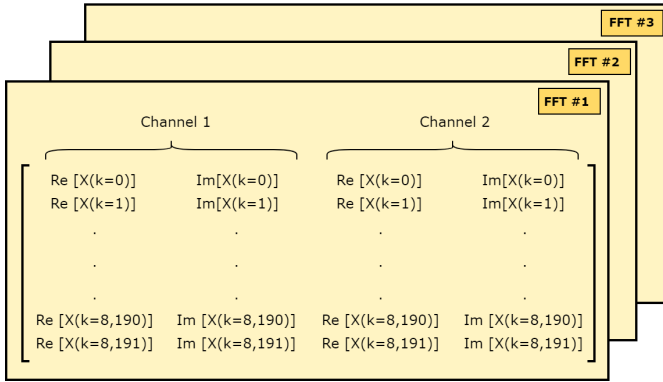 FFT #3
FFT #2
FFT #1
Channel 1 Channel 2
Re [X(k=0)] Im[X(k=0)] Re [X(k=0)] Im[X(k=0)]
Re [X(k=1)] Im[X(k=1)] Re [X(k=1)] Im[X(k=1)]
. . . .
. . . .
. . . .
Re [X(k=8,190)] Im [X(k=8,190)] Re [X(k=8,190)] Im [X(k=8,190)]
Re [X(k=8,191)] Im [X(k=8,191)] Re [X(k=8,191)] Im [X(k=8,191)]